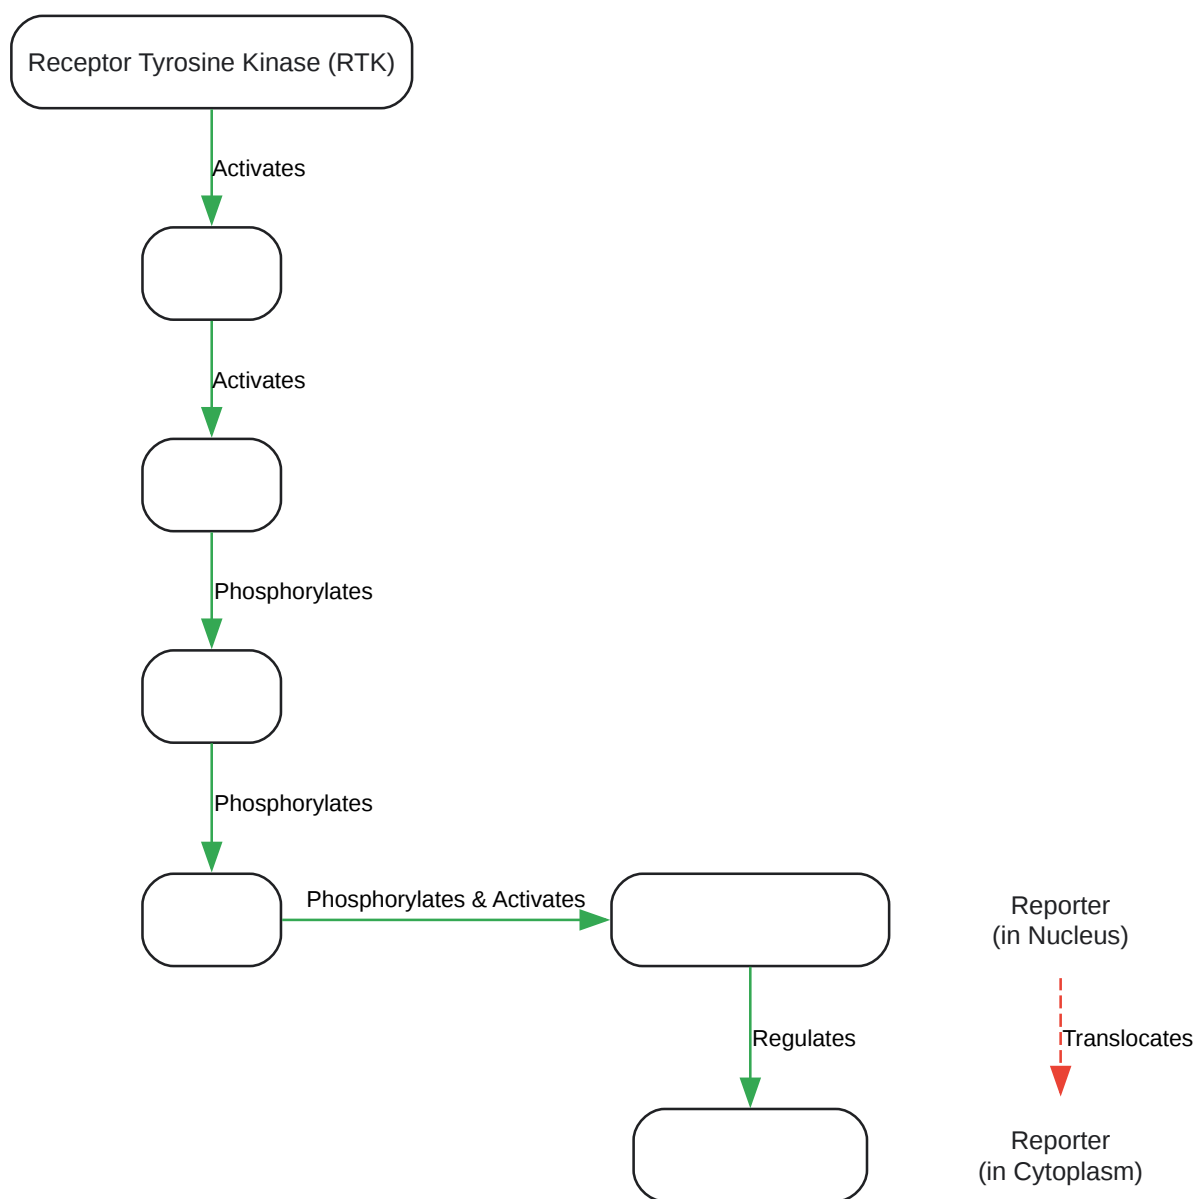 Receptor Tyrosine Kinase (RTK)
Activates
Activates
Phosphorylates
Phosphorylates
Phosphorylates & Activates
Reporter
(in Nucleus)
Regulates
Translocates
Reporter
(in Cytoplasm)